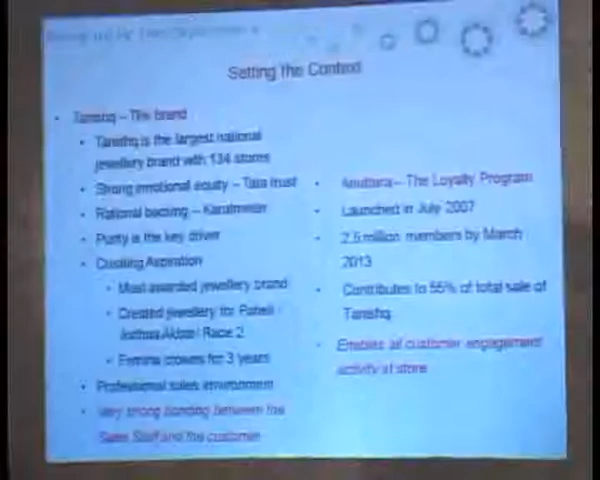 Setting the Context
Tanishq – The brand
Tanishq is the largest national
jewellery brand with 134 stores
Strong emotional equity – Tata trust
Rational backing – Karatmeter
Purity is the key driver
Creating Aspiration
Most awarded jewellery brand
Created jewellery for Paheli
Jodhaa Akbar/ Race 2
Femina crowns for 3 years
Professional sales environment
Very strong bonding between the
Sales Staff and the customer
Anuttara – The Loyalty Program
Launched in July 2007
2.5 million members by March
2013
Contributes to 55% of total sale of
Tanishq
Enables all customer engagement
activity at store